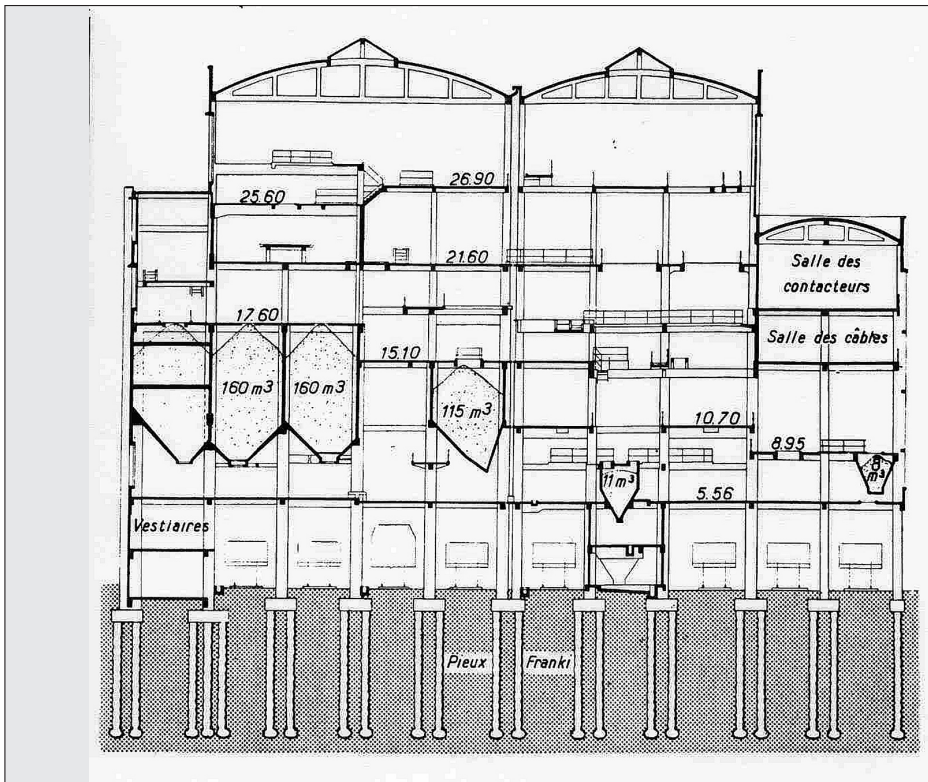 26.90
25.60
21.60
Salle des
contacteurs
17.60
Salle des câbles
15.10
160 m3
160 m3
115 m3
10.70
8.95
8
m3
11 m3
5.56
Vestiaires
Pieux
Franki